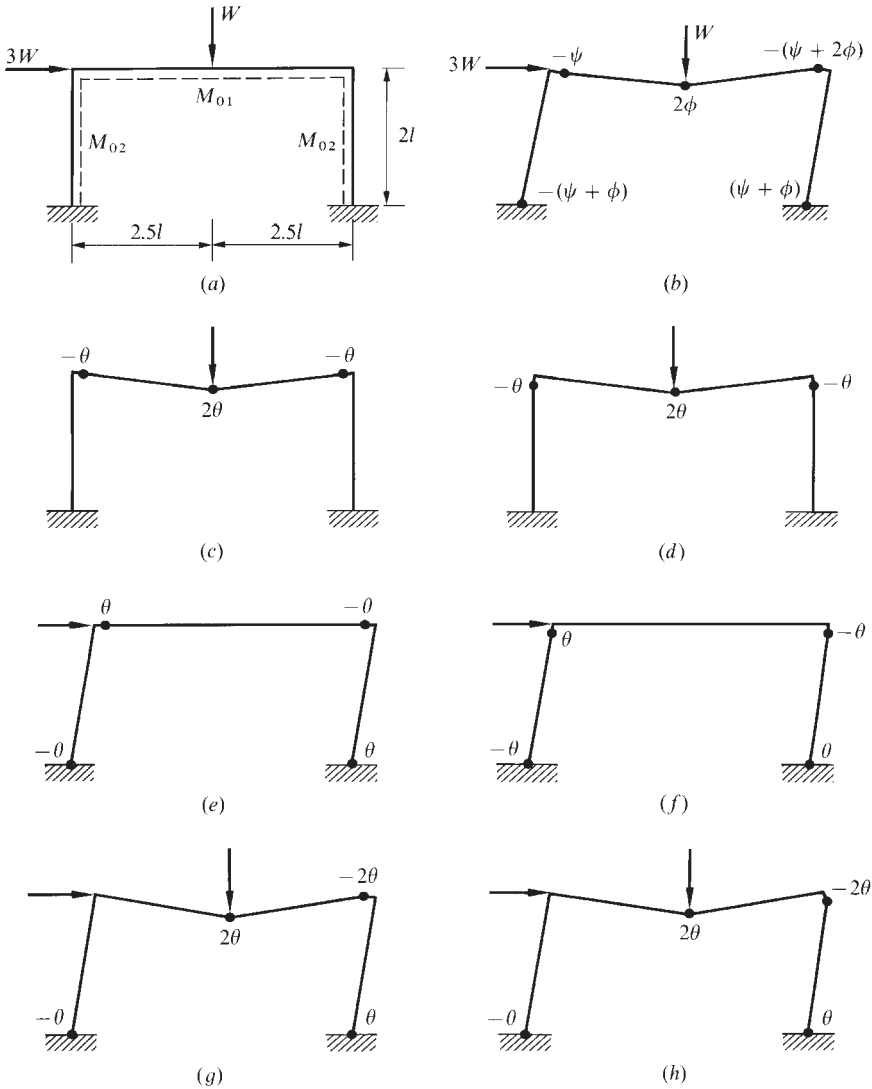 W
3W
M01
M02
M02
2l
2.5l
2.5l
(a)
W
3W
−ψ
−(ψ + 2φ)
2φ
−(ψ + φ)
(ψ + φ)
(b)
−θ
−θ
2θ
(c)
−θ
−θ
2θ
(d)
θ
−θ
−θ
θ
(e)
θ
−θ
−θ
θ
(f)
−2θ
2θ
−θ
θ
(g)
−2θ
2θ
−θ
θ
(h)